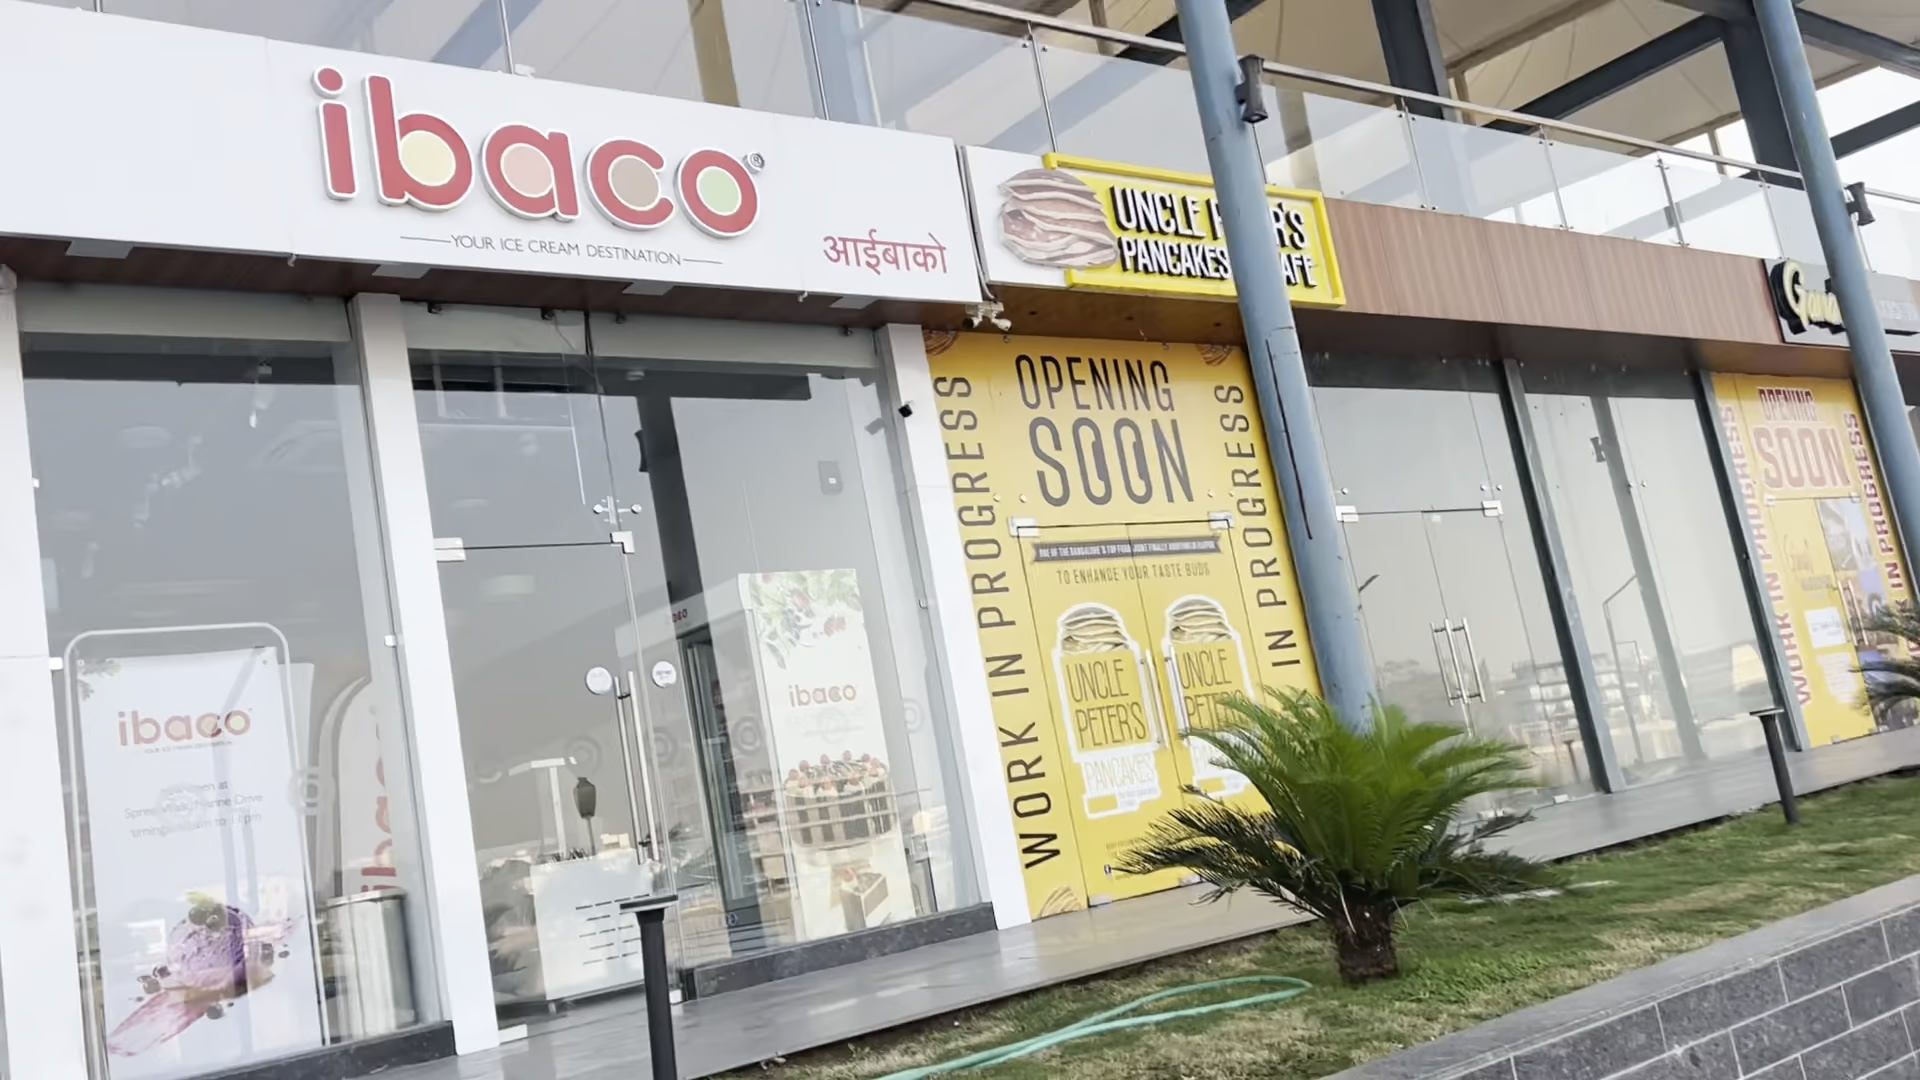 ibaco®
YOUR ICE CREAM DESTINATION
आईबाको
UNCLE
PANCAKES
OPENING
SOON
WORK IN PROGRESS
IN PROGRESS
TO ENHANCE YOUR TASTE BUDS
UNCLE
PETER'S
PANCAKES
UNCLE
PETER'S
OPENING
SOON
WORK IN PROGRESS
IN PROGRESS
ibaco
ibaco